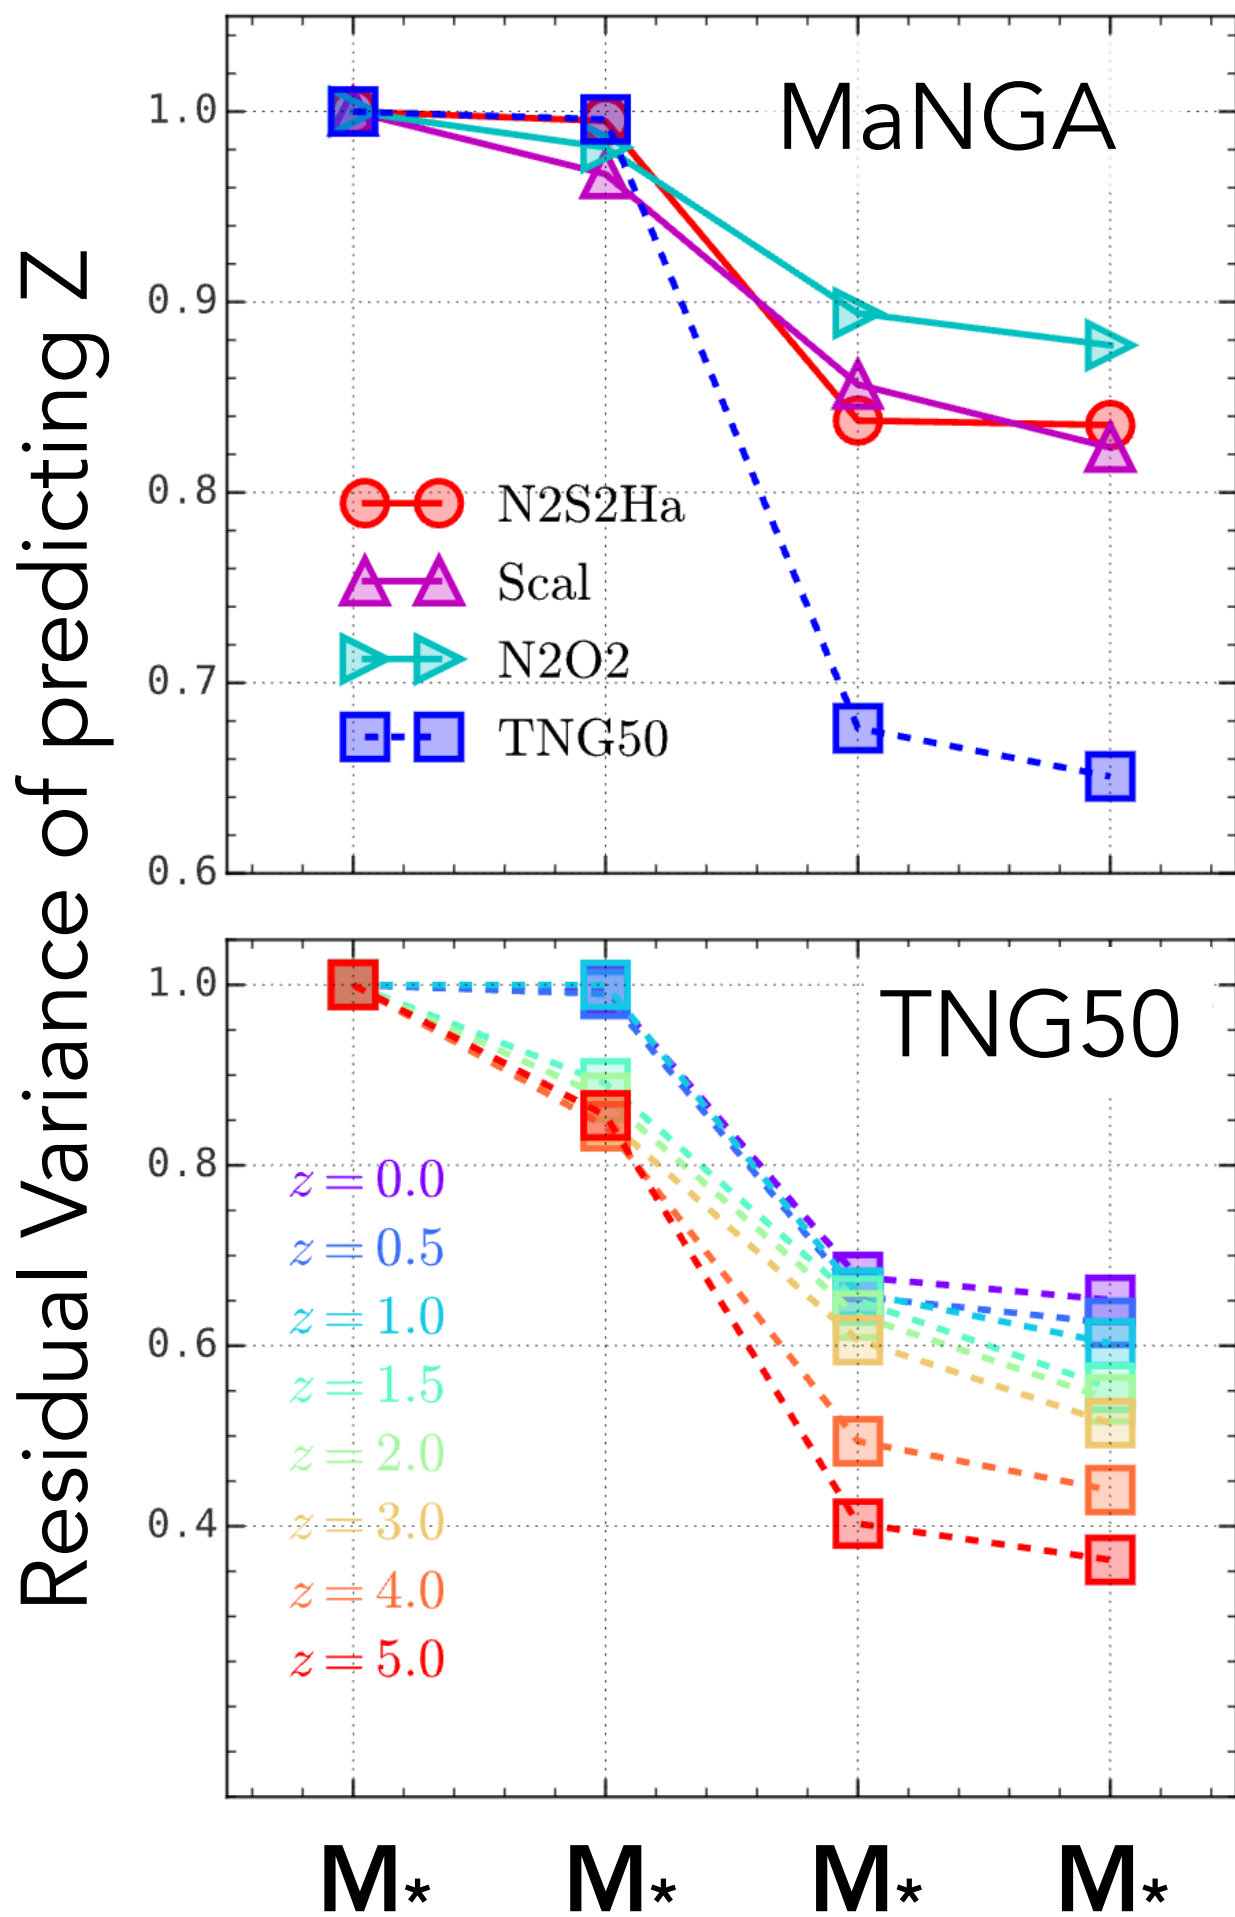 Residual Variance of predicting Z
MaNGA
1.0
0.9
0.8
0.7
0.6
N2S2Ha
Scal
N2O2
TNG50
TNG50
1.0
0.8
0.6
0.4
z = 0.0
z = 0.5
z = 1.0
z = 1.5
z = 2.0
z = 3.0
z = 4.0
z = 5.0
M* M* M* M*